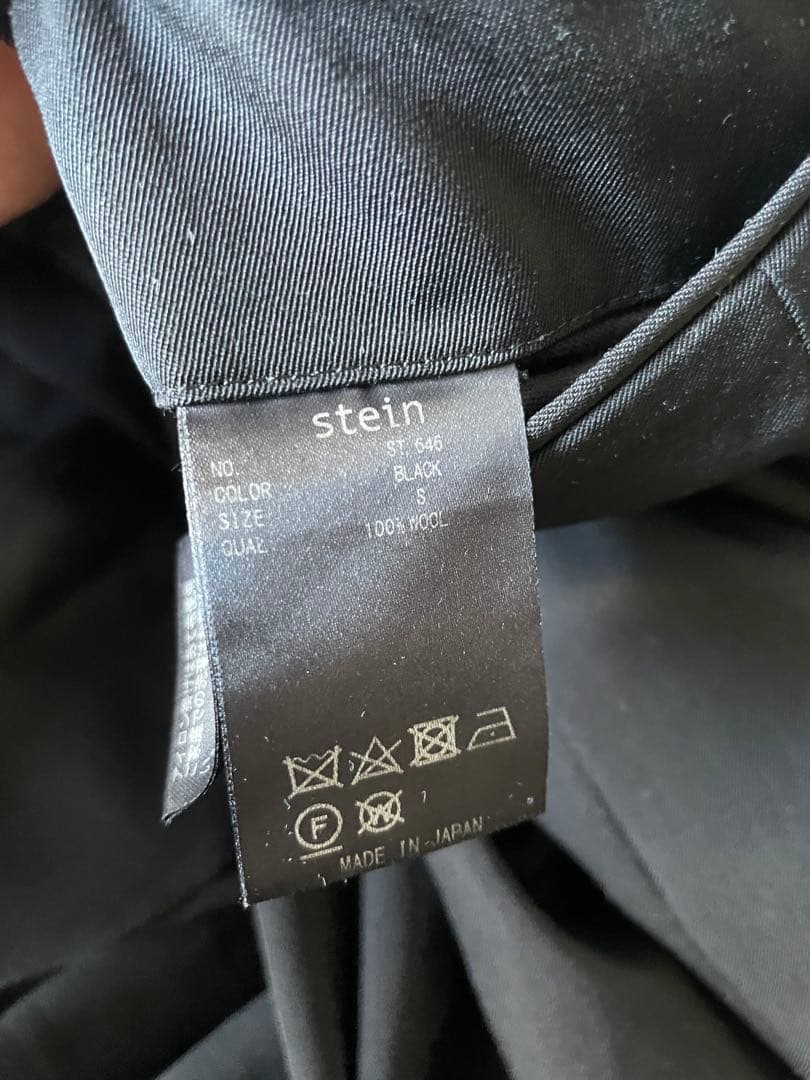 stein
NO. ST 646
COLOR BLACK
SIZE S
QUAL 100% WOOL
F
W
MADE IN JAPAN